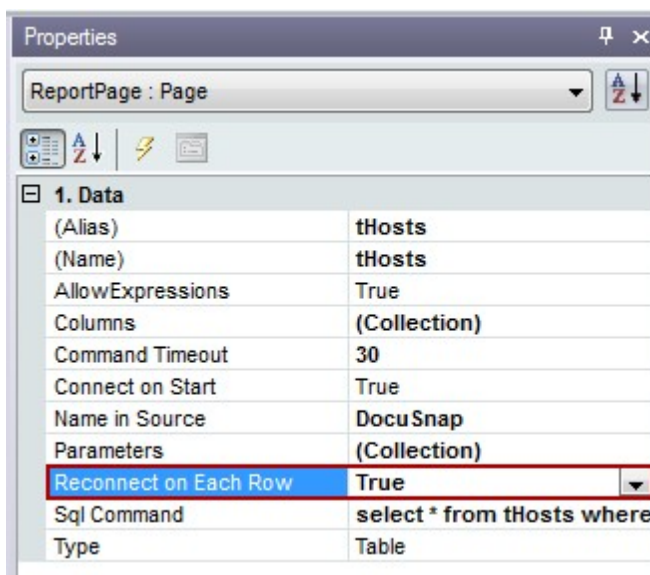 Properties
ReportPage : Page
1. Data
(Alias) tHosts
(Name) tHosts
AllowExpressions True
Columns (Collection)
Command Timeout 30
Connect on Start True
Name in Source DocuSnap
Parameters (Collection)
Reconnect on Each Row True
Sql Command select * from tHosts where
Type Table